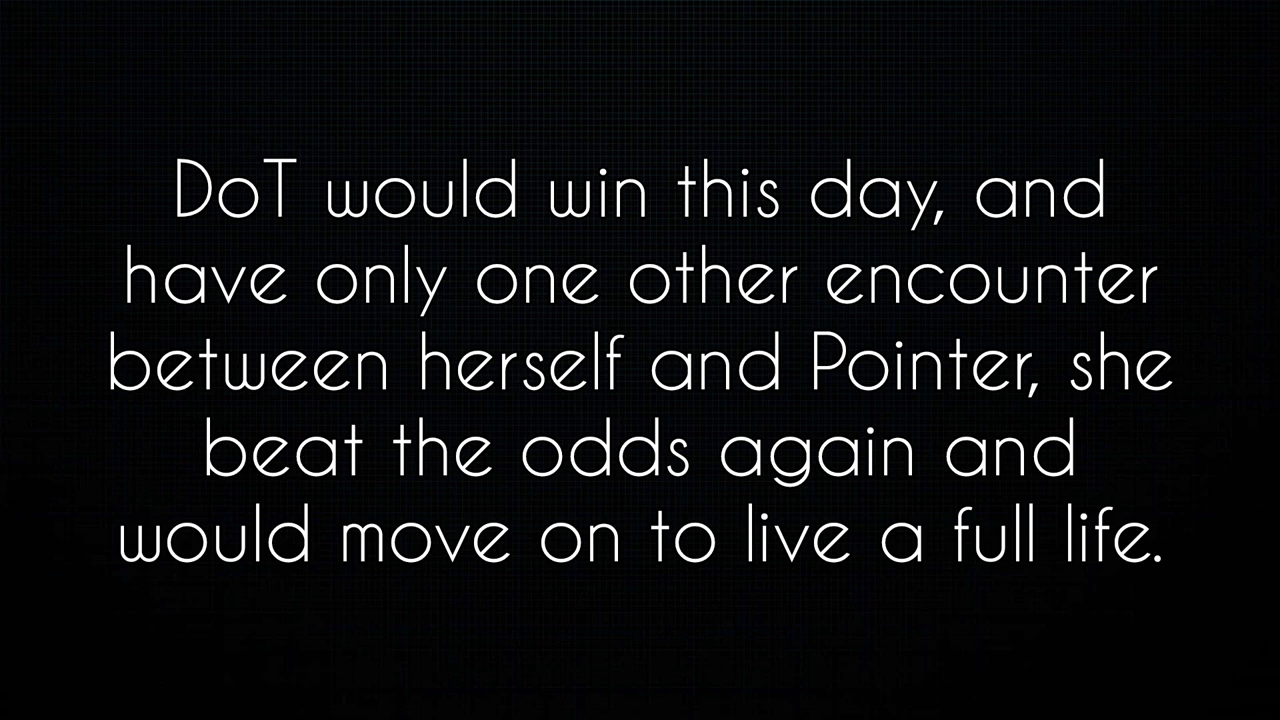 DoT would win this day, and
have only one other encounter
between herself and Pointer, she
beat the odds again and
would move on to live a full life.